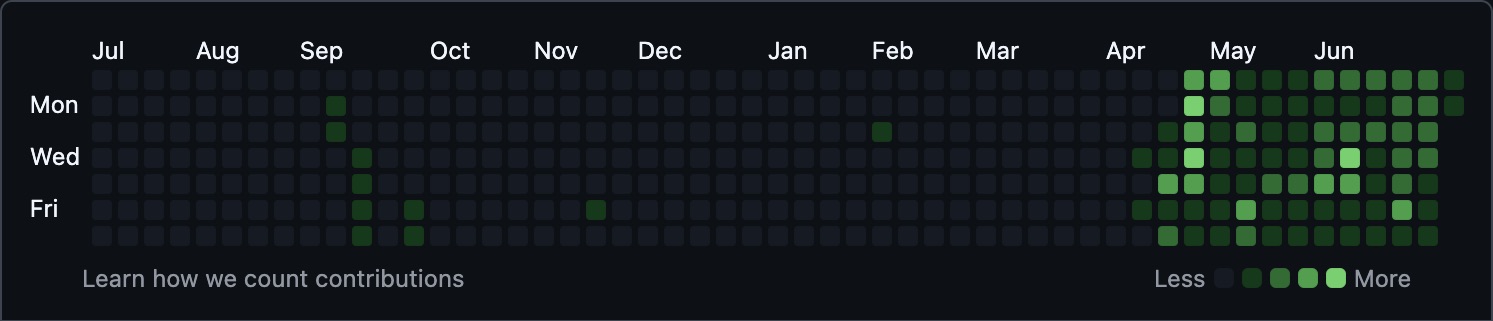 Jul Aug Sep Oct Nov Dec Jan Feb Mar Apr May Jun
Mon
Wed
Fri
Learn how we count contributions Less More